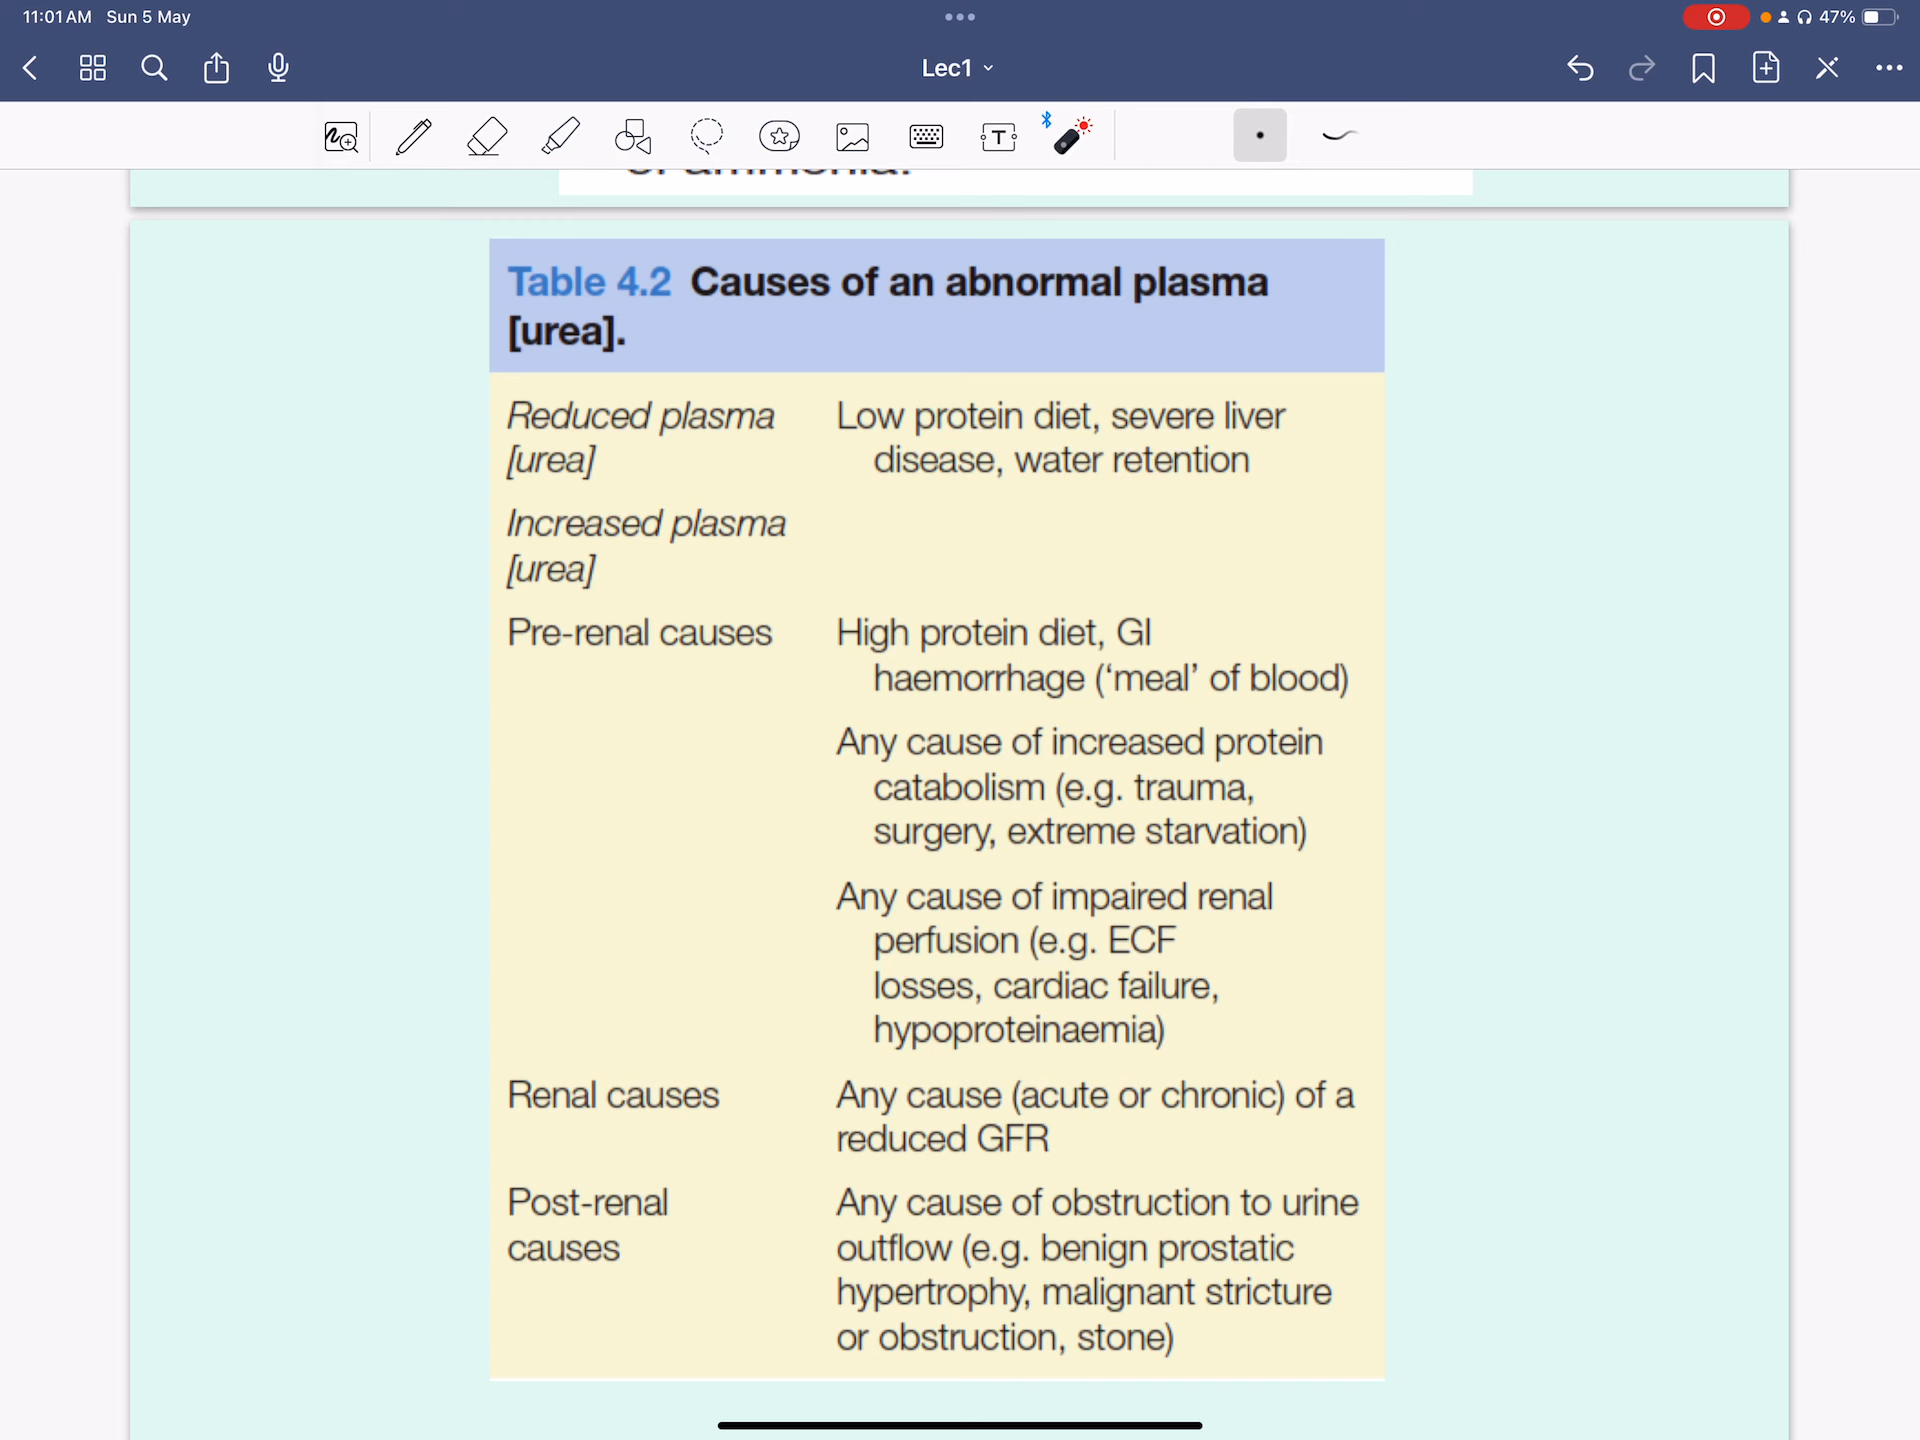 11:01 AM Sun 5 May
47%
Lec1
T
of ammonia.
Table 4.2 Causes of an abnormal plasma
[urea].
Reduced plasma
[urea]
Low protein diet, severe liver
disease, water retention
Increased plasma
[urea]
Pre-renal causes
High protein diet, GI
haemorrhage (‘meal’ of blood)
Any cause of increased protein
catabolism (e.g. trauma,
surgery, extreme starvation)
Any cause of impaired renal
perfusion (e.g. ECF
losses, cardiac failure,
hypoproteinaemia)
Renal causes
Any cause (acute or chronic) of a
reduced GFR
Post-renal
causes
Any cause of obstruction to urine
outflow (e.g. benign prostatic
hypertrophy, malignant stricture
or obstruction, stone)